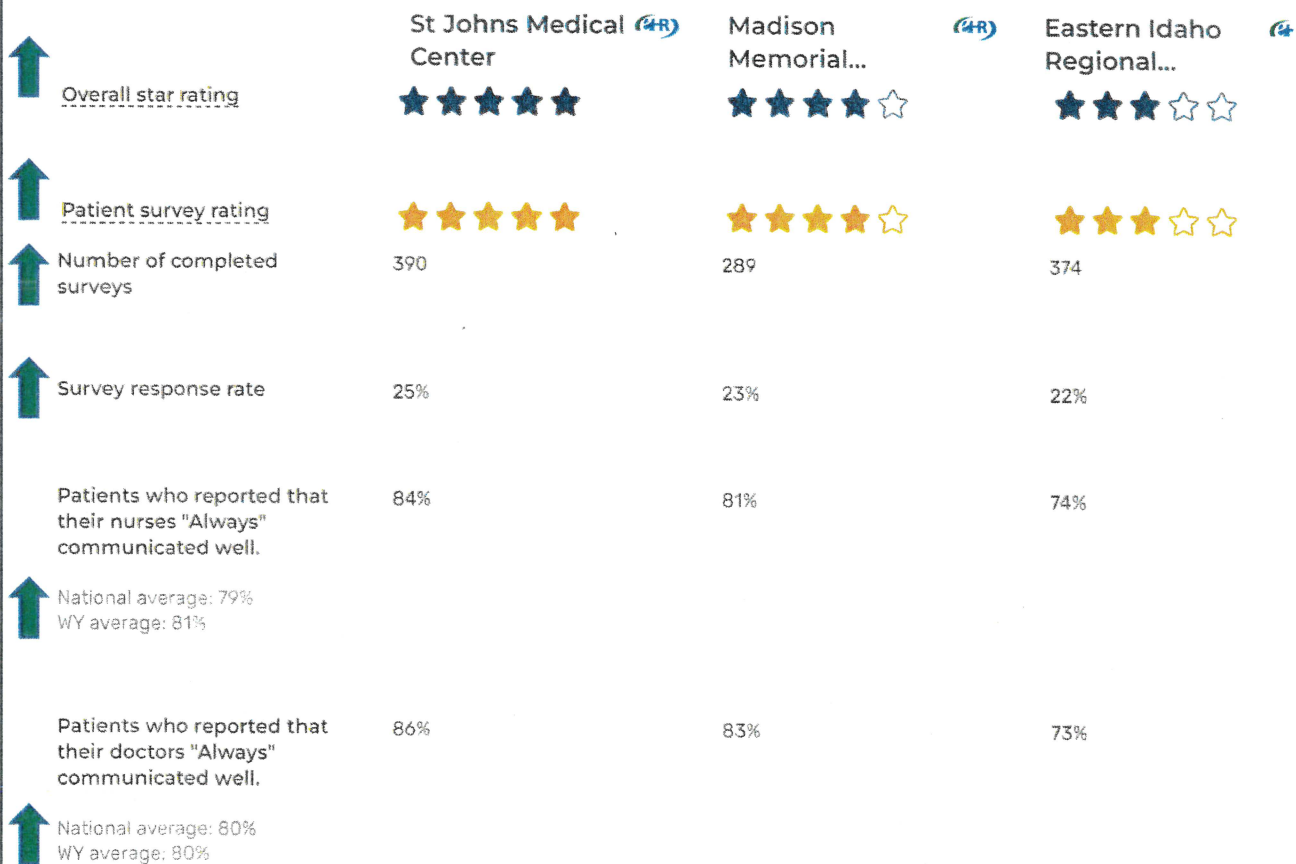 St Johns Medical Center
Madison Memorial...
Eastern Idaho Regional...
Overall star rating
Patient survey rating
Number of completed surveys
390
289
374
Survey response rate
25%
23%
22%
Patients who reported that
their nurses "Always"
communicated well.
84%
81%
74%
National average: 79%
WY average: 81%
Patients who reported that
their doctors "Always"
communicated well.
86%
83%
73%
National average: 80%
WY average: 80%